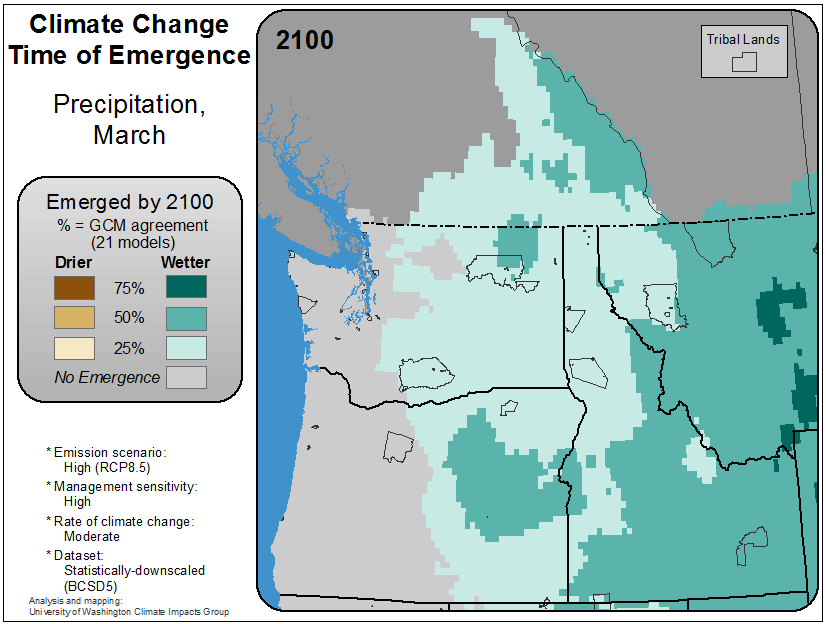 Climate Change
Time of Emergence
Precipitation,
March
Emerged by 2100
% = GCM agreement
(21 models)
Drier Wetter
75%
50%
25%
No Emergence
* Emission scenario:
High (RCP8.5)
* Management sensitivity:
High
* Rate of climate change:
Moderate
* Dataset:
Statistically-downscaled
(BCSD5)
Analysis and mapping:
University of Washington Climate Impacts Group
2100
Tribal Lands